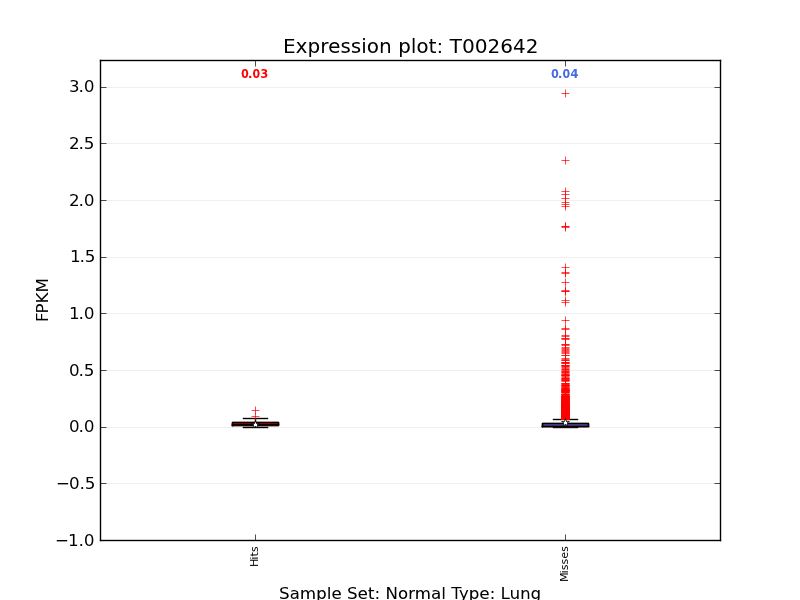 Expression plot: T002642
0.03
0.04
3.0
2.5
2.0
1.5
1.0
0.5
0.0
−0.5
−1.0
FPKM
Hits
Misses
Sample Set: Normal Type: Lung